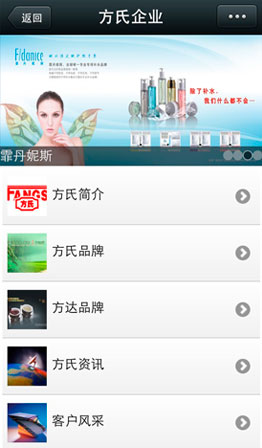 返回
方氏企业
Fidanice
霏丹妮斯
除了补水，
我们什么都不会…
霏丹妮斯
FANGS
方氏
方氏简介
方氏品牌
方达品牌
方氏资讯
客户风采